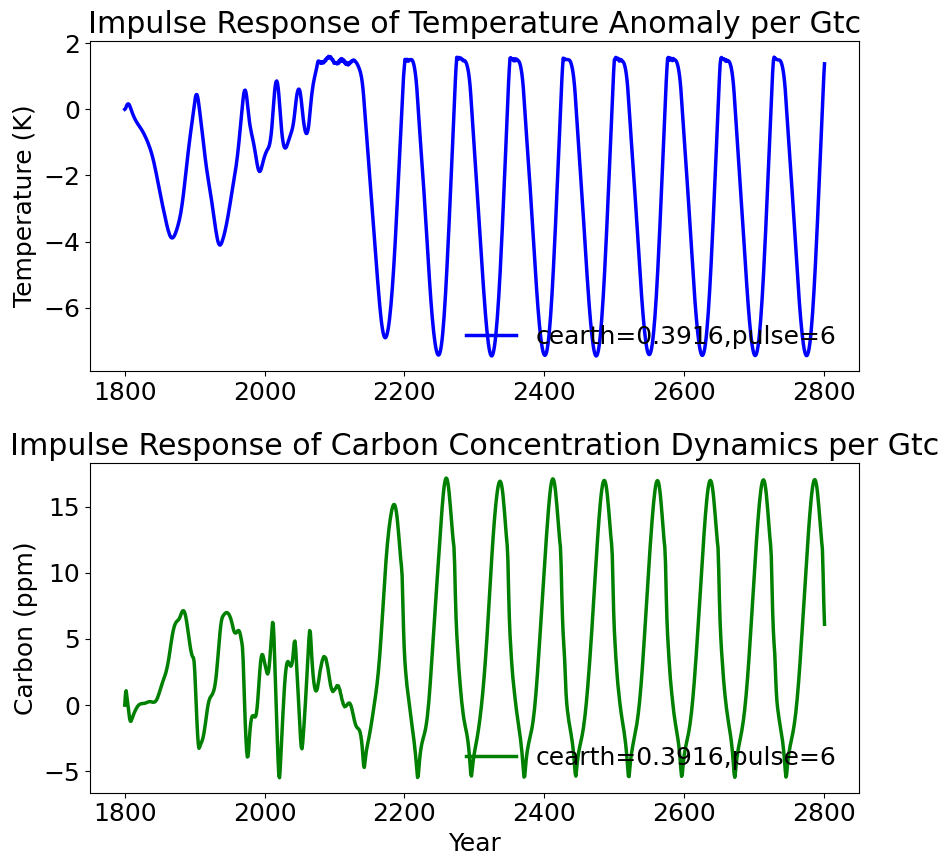 Impulse Response of Temperature Anomaly per Gtc
Temperature (K)
2
0
−2
−4
−6
cearth=0.3916,pulse=6
1800 2000 2200 2400 2600 2800
Impulse Response of Carbon Concentration Dynamics per Gtc
Carbon (ppm)
15
10
5
0
−5
cearth=0.3916,pulse=6
1800 2000 2200 2400 2600 2800
Year